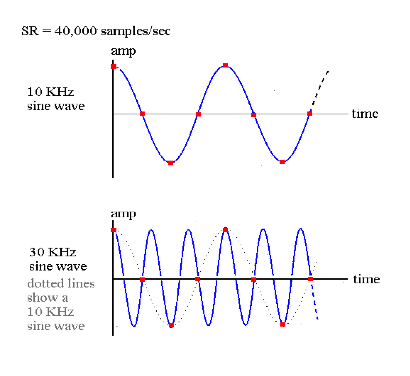 SR = 40,000 samples/sec
amp
10 KHz
sine wave
time
amp
30 KHz
sine wave
time
dotted lines
show a
10 KHz
sine wave